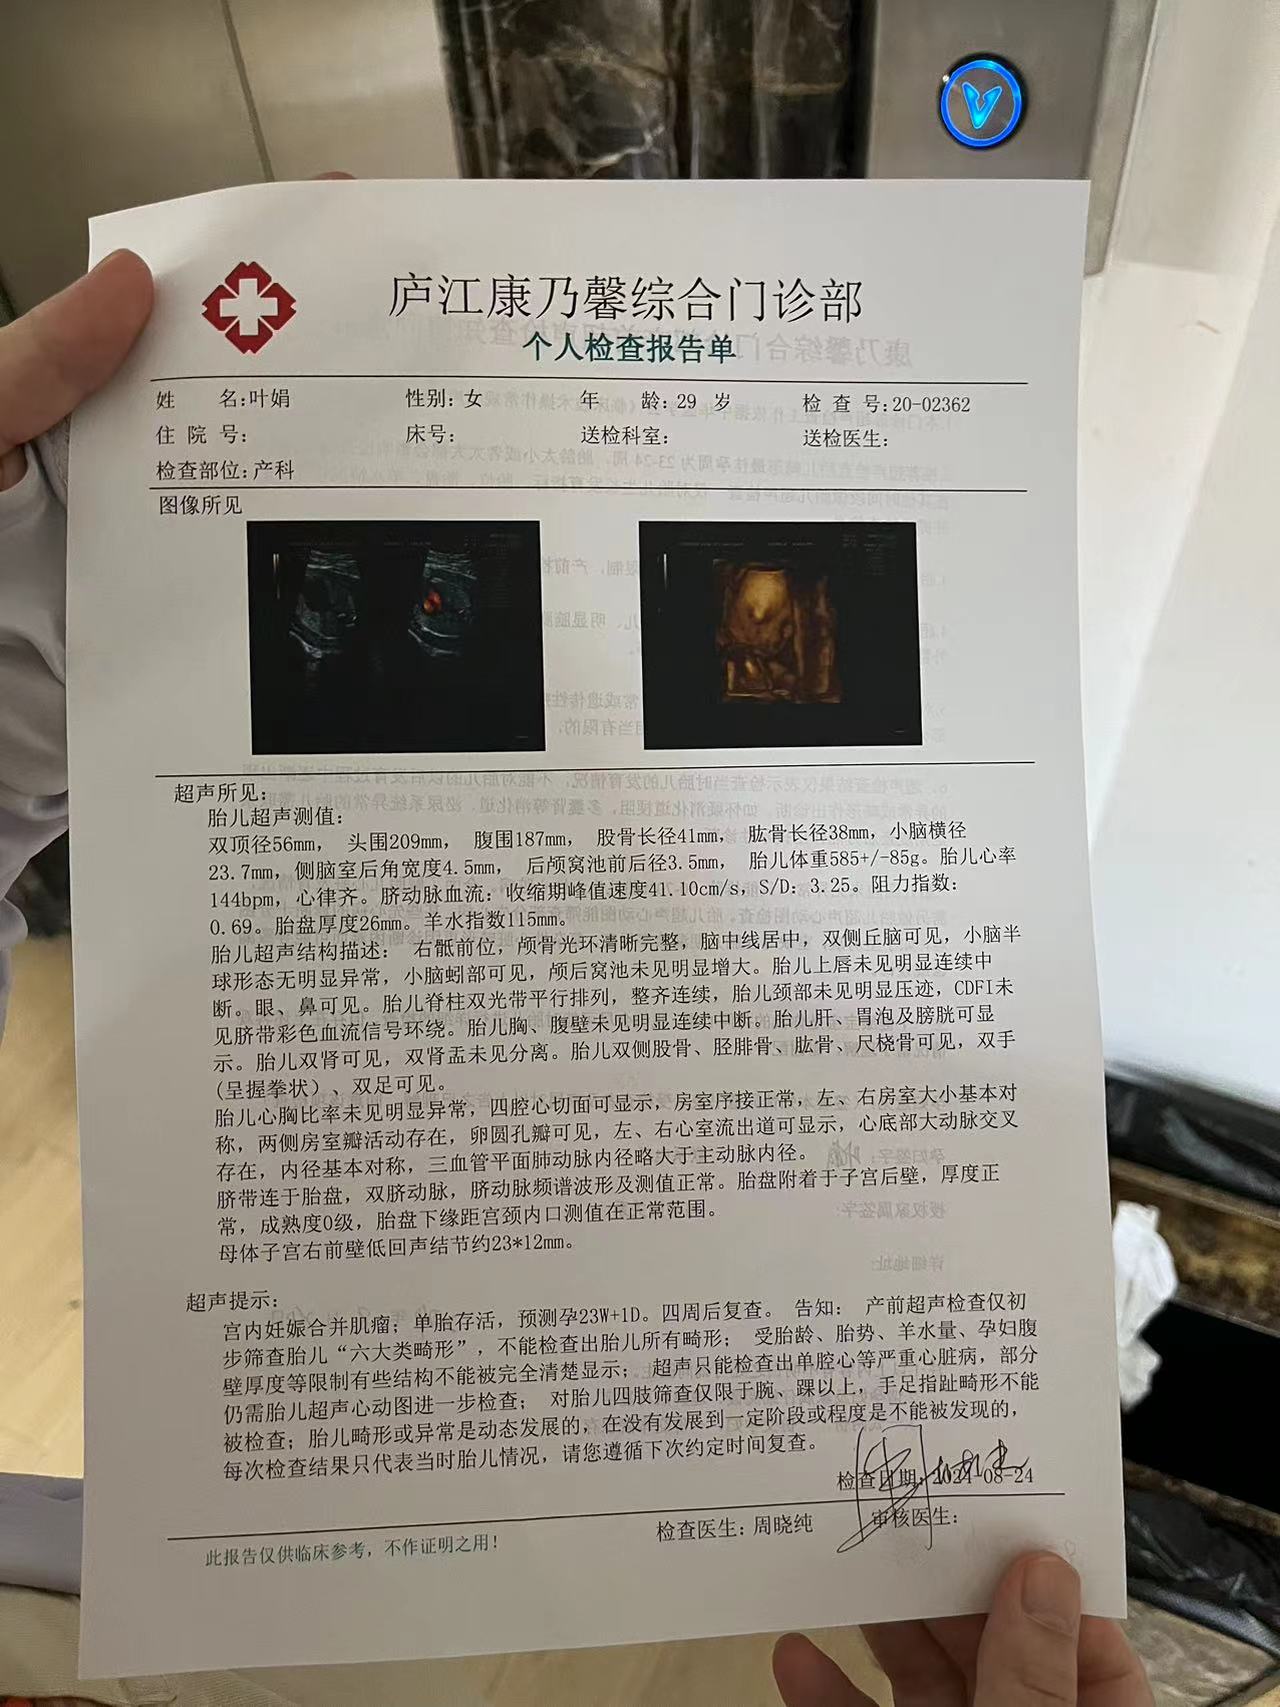 庐江康乃馨综合门诊部
个人检查报告单
姓 名:叶娟 性别:女 年 龄:29 岁 检 查 号:20-02362
住 院 号: 床号: 送检科室: 送检医生:
检查部位:产科
图像所见
超声所见:
胎儿超声测值:
双顶径56mm, 头围209mm, 腹围187mm, 股骨长径41mm, 肱骨长径38mm,小脑横径
23.7mm,侧脑室后角宽度4.5mm, 后颅窝池前后径3.5mm, 胎儿体重585+/-85g。胎儿心率
144bpm,心律齐。脐动脉血流:收缩期峰值速度41.10cm/s,S/D:3.25。阻力指数:
0.69。胎盘厚度26mm。羊水指数115mm。
胎儿超声结构描述: 右骶前位,颅骨光环清晰完整,脑中线居中,双侧丘脑可见,小脑半
球形态无明显异常,小脑蚓部可见,颅后窝池未见明显增大。胎儿上唇未见明显连续中
断。眼、鼻可见。胎儿脊柱双光带平行排列,整齐连续,胎儿颈部未见明显压迹,CDFI未
见脐带彩色血流信号环绕。胎儿胸、腹壁未见明显连续中断。胎儿肝、胃泡及膀胱可显
示。胎儿双肾可见,双肾盂未见分离。胎儿双侧股骨、胫腓骨、肱骨、尺桡骨可见,双手
(呈握拳状)、双足可见。
胎儿心胸比率未见明显异常,四腔心切面可显示,房室序接正常,左、右房室大小基本对
称,两侧房室瓣活动存在,卵圆孔瓣可见,左、右心室流出道可显示,心底部大动脉交叉
存在,内径基本对称,三血管平面肺动脉内径略大于主动脉内径。
脐带连于胎盘,双脐动脉,脐动脉频谱波形及测值正常。胎盘附着于子宫后壁,厚度正
常,成熟度0级,胎盘下缘距宫颈内口测值在正常范围。
母体子宫右前壁低回声结节约23*12mm。
超声提示:
宫内妊娠合并肌瘤;单胎存活,预测孕23W+1D。四周后复查。 告知: 产前超声检查仅初
步筛查胎儿“六大类畸形”,不能检查出胎儿所有畸形; 受胎龄、胎势、羊水量、孕妇腹
壁厚度等限制有些结构不能被完全清楚显示; 超声只能检查出单腔心等严重心脏病,部分
仍需胎儿超声心动图进一步检查; 对胎儿四肢筛查仅限于腕、踝以上,手足指趾畸形不能
被检查;胎儿畸形或异常是动态发展的,在没有发展到一定阶段或程度是不能被发现的,
每次检查结果只代表当时胎儿情况,请您遵循下次约定时间复查。
检查日期:2021-08-24
检查医生:周晓纯 审核医生:
此报告仅供临床参考,不作证明之用!